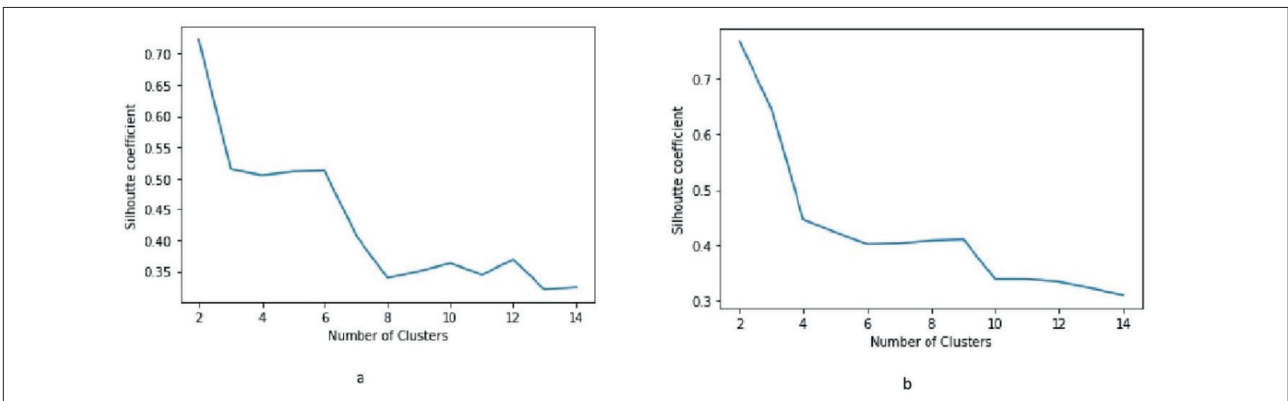 Silhoutte coefficient
0.70
0.65
0.60
0.55
0.50
0.45
0.40
0.35
2 4 6 8 10 12 14
Number of Clusters
a
Silhoutte coefficient
0.7
0.6
0.5
0.4
0.3
2 4 6 8 10 12 14
Number of Clusters
b